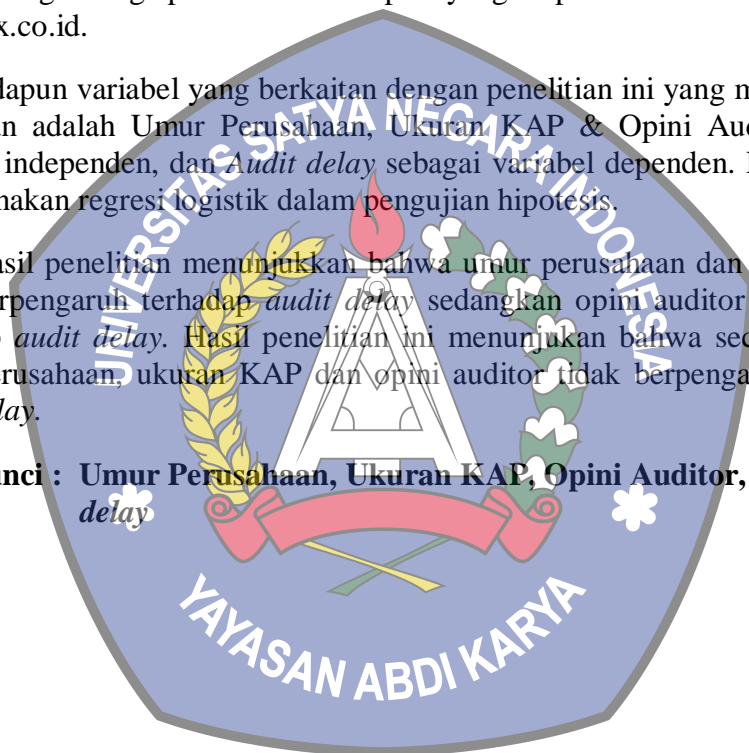 x.co.id.
dapun variabel yang berkaitan dengan penelitian ini yang m
n adalah Umur Perusahaan, Ukuran KAP & Opini Aud
independen, dan Audit delay sebagai variabel dependen.
nakan regresi logistik dalam pengujian hipotesis.
asil penelitian menunjukkan bahwa umur perusahaan dan
erpengaruh terhadap audit delay sedangkan opini auditor
audit delay. Hasil penelitian ini menunjukan bahwa sec
erusahaan, ukuran KAP dan opini auditor tidak berpenga
lay.
unci : Umur Perusahaan, Ukuran KAP, Opini Auditor,
delay
UNIVERSITAS SATYA NEGARA INDONESIA
YAYASAN ABDI KARYA